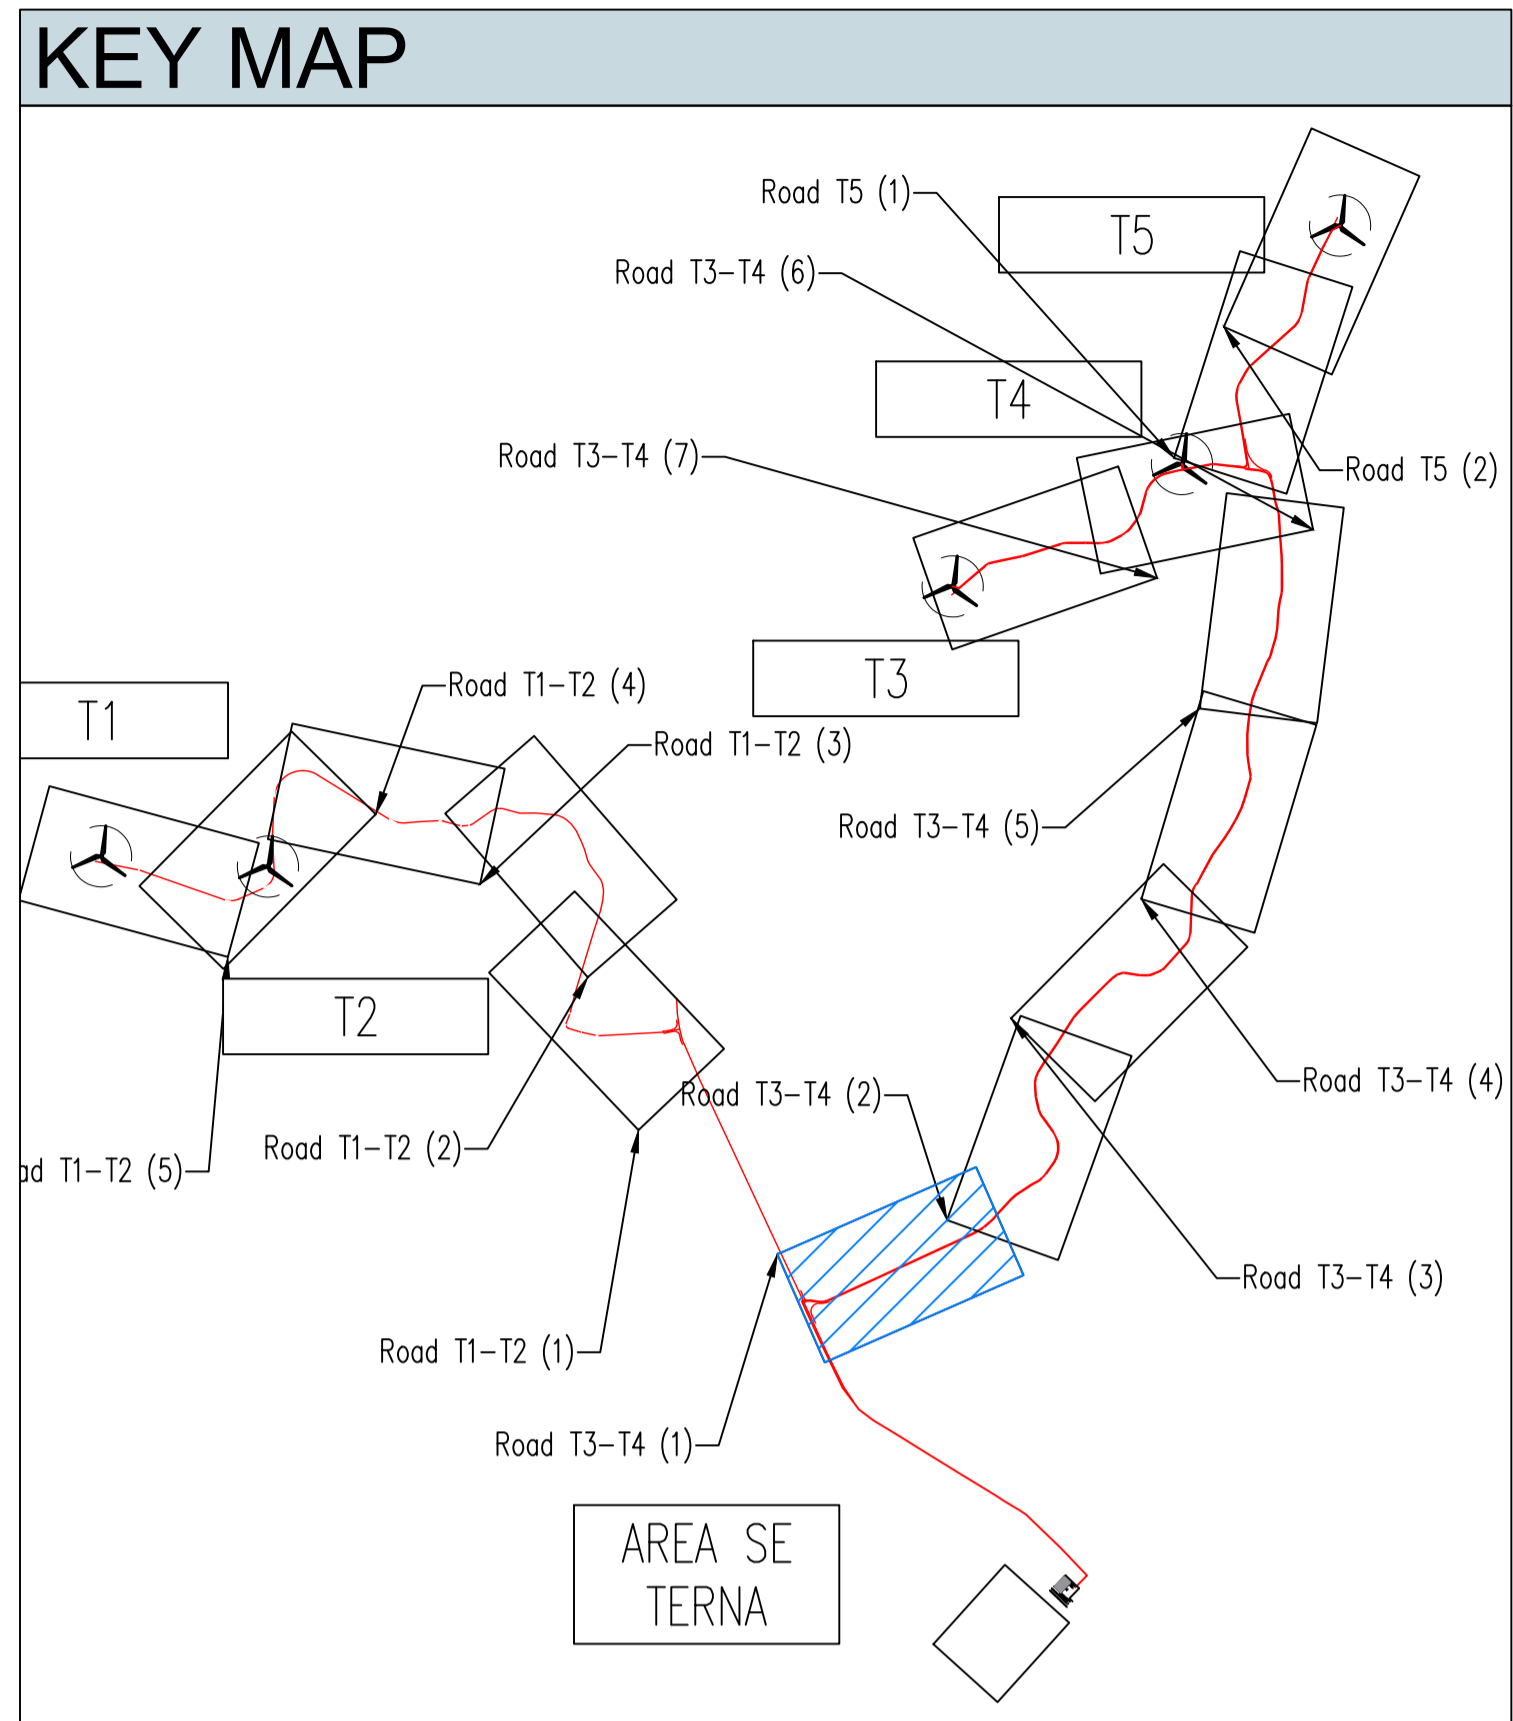 KEY MAP
Road T5 (1)
T5
Road T3-T4 (6)
T4
Road T3-T4 (7)
Road T5 (2)
T3
Road T1-T2 (4)
T1
Road T1-T2 (3)
Road T3-T4 (5)
T2
Road T3-T4 (4)
Road T3-T4 (2)
Road T1-T2 (2)
ad T1-T2 (5)
Road T3-T4 (3)
Road T1-T2 (1)
Road T3-T4 (1)
AREA SE
TERNA